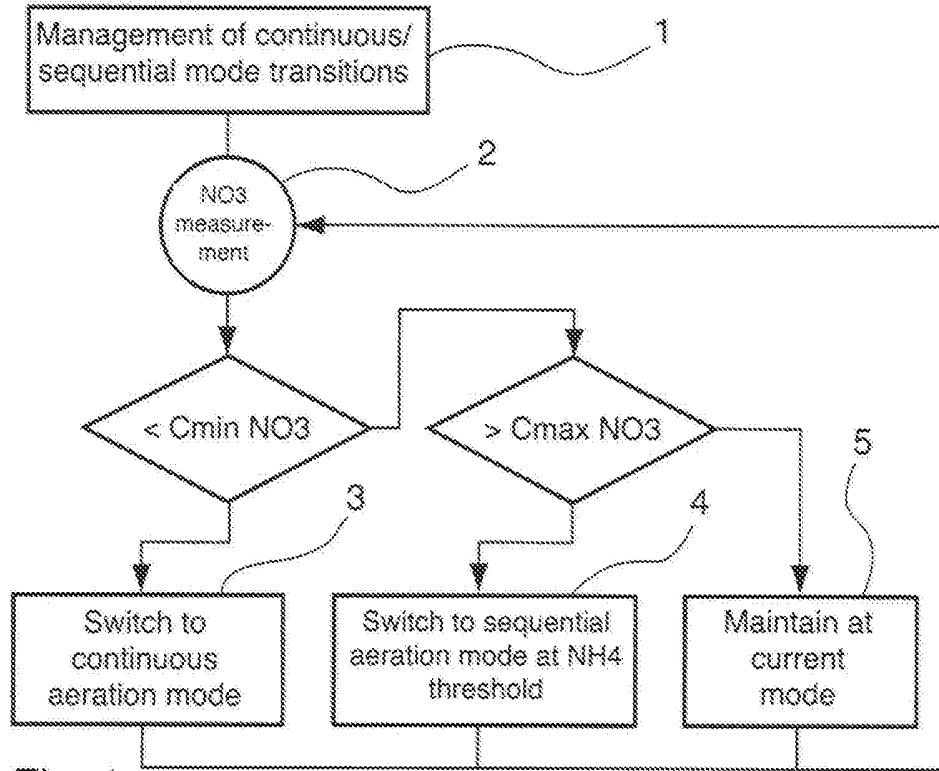 Management of continuous/
sequential mode transitions
1
2
NO3
measure-
ment
< Cmin NO3
> Cmax NO3
3
4
5
Switch to
continuous
aeration mode
Switch to sequential
aeration mode at NH4
threshold
Maintain at
current
mode